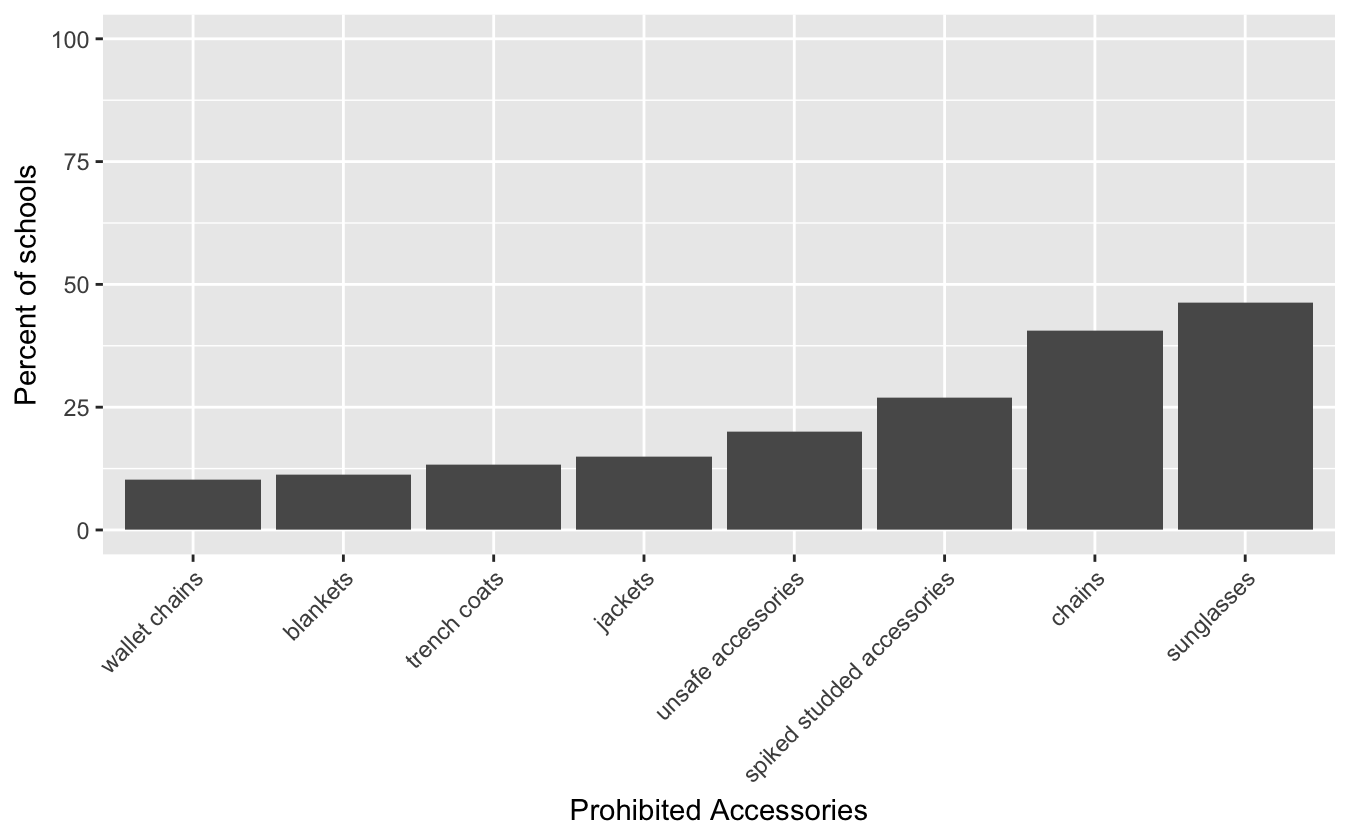 Percent of schools
100
75
50
25
0
wallet chains
blankets
trench coats
jackets
unsafe accessories
spiked studded accessories
chains
sunglasses
Prohibited Accessories